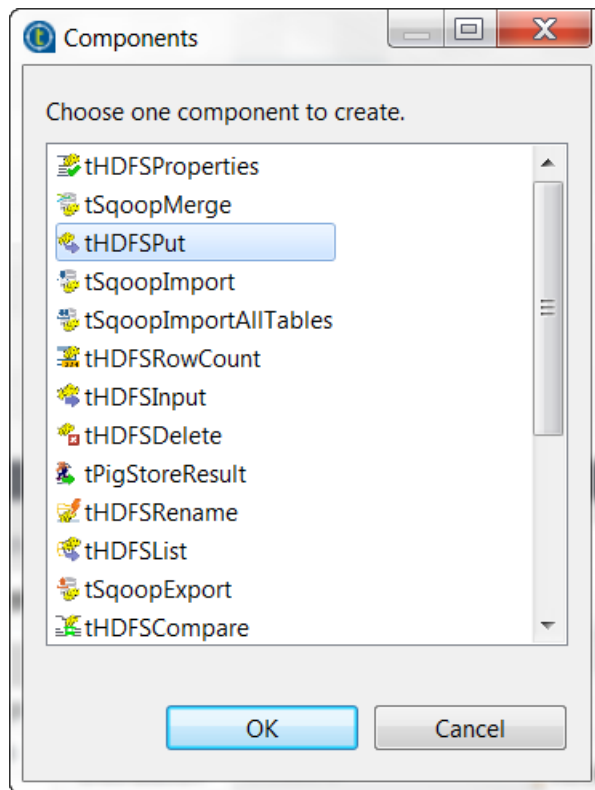 Components
Choose one component to create.
tHDFSProperties
tSqoopMerge
tHDFSPut
tSqoopImport
tSqoopImportAllTables
tHDFSRowCount
tHDFSInput
tHDFSDelete
tPigStoreResult
tHDFSRename
tHDFSList
tSqoopExport
tHDFSCompare
OK Cancel